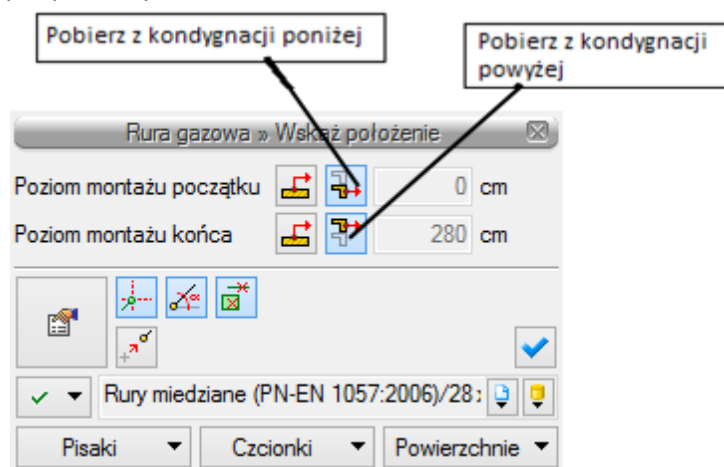 Pobierz z kondygnacji poniżej
Pobierz z kondygnacji
powyżej
Rura gazowa » Wskaż położenie
Poziom montażu początku 0 cm
Poziom montażu końca 280 cm
Rury miedziane (PN-EN 1057:2006)/28
Pisaki Czcionki Powierzchnie